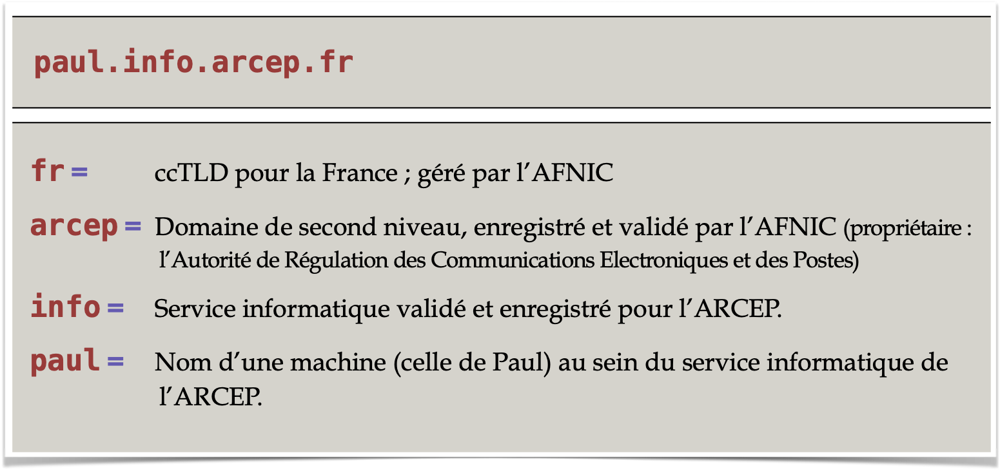 paul.info.arcep.fr
fr = ccTLD pour la France ; géré par l’AFNIC
arcep = Domaine de second niveau, enregistré et validé par l’AFNIC (propriétaire :
l’Autorité de Régulation des Communications Electroniques et des Postes)
info = Service informatique validé et enregistré pour l’ARCEP.
paul = Nom d’une machine (celle de Paul) au sein du service informatique de
l’ARCEP.